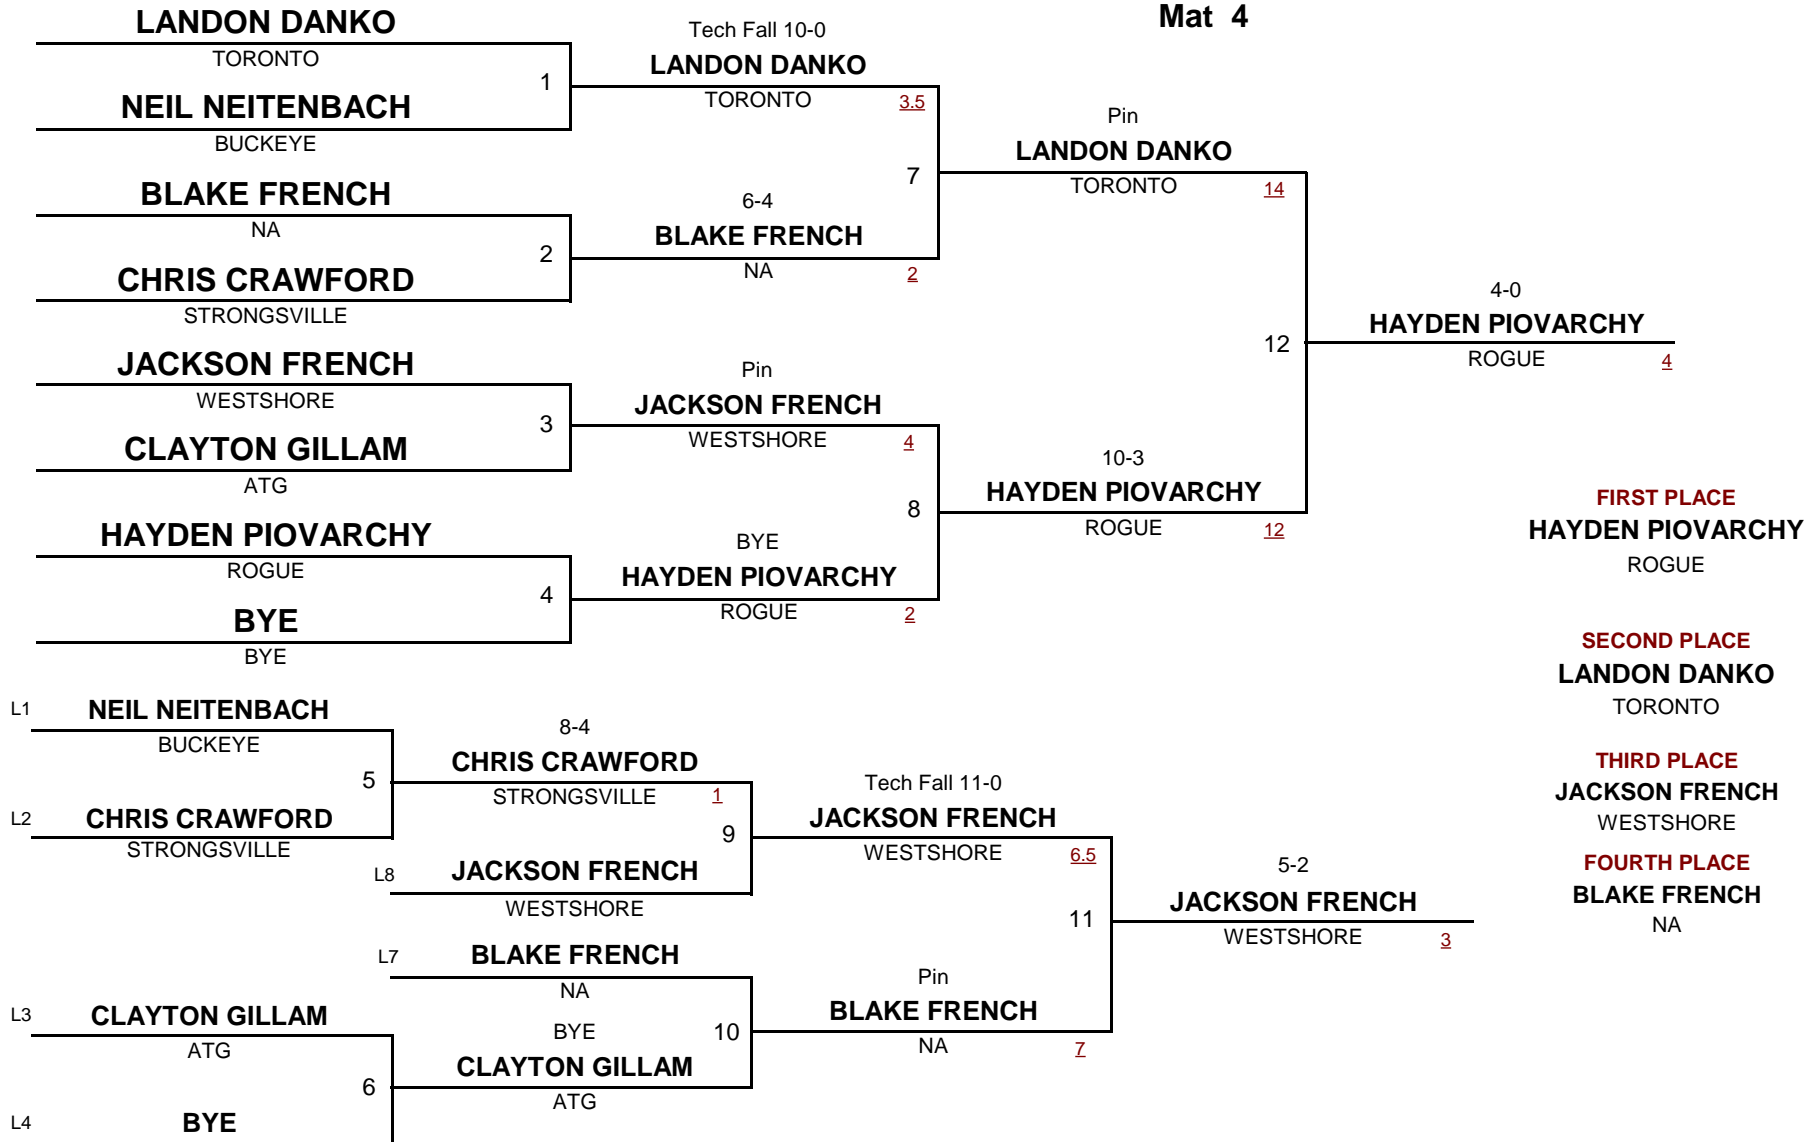 Mat 4
LANDON DANKO
TORONTO
1
NEIL NEITENBACH
BUCKEYE
BLAKE FRENCH
NA
2
CHRIS CRAWFORD
STRONGSVILLE
JACKSON FRENCH
WESTSHORE
3
CLAYTON GILLAM
ATG
HAYDEN PIOVARCHY
ROGUE
4
BYE
BYE
Tech Fall 10-0
LANDON DANKO
TORONTO 3.5
7
6-4
BLAKE FRENCH
NA 2
Pin
JACKSON FRENCH
WESTSHORE 4
8
BYE
HAYDEN PIOVARCHY
ROGUE 2
Pin
LANDON DANKO
TORONTO 14
12
10-3
HAYDEN PIOVARCHY
ROGUE 12
4-0
HAYDEN PIOVARCHY
ROGUE 4
FIRST PLACE
HAYDEN PIOVARCHY
ROGUE
SECOND PLACE
LANDON DANKO
TORONTO
THIRD PLACE
JACKSON FRENCH
WESTSHORE
FOURTH PLACE
BLAKE FRENCH
NA
L1 NEIL NEITENBACH
BUCKEYE
5
L2 CHRIS CRAWFORD
STRONGSVILLE
L3 CLAYTON GILLAM
ATG
6
L4 BYE
8-4
CHRIS CRAWFORD
STRONGSVILLE 1
9
L8 JACKSON FRENCH
WESTSHORE
L7 BLAKE FRENCH
NA
BYE 10
CLAYTON GILLAM
ATG
Tech Fall 11-0
JACKSON FRENCH
WESTSHORE 6.5
11
Pin
BLAKE FRENCH
NA 7
5-2
JACKSON FRENCH
WESTSHORE 3